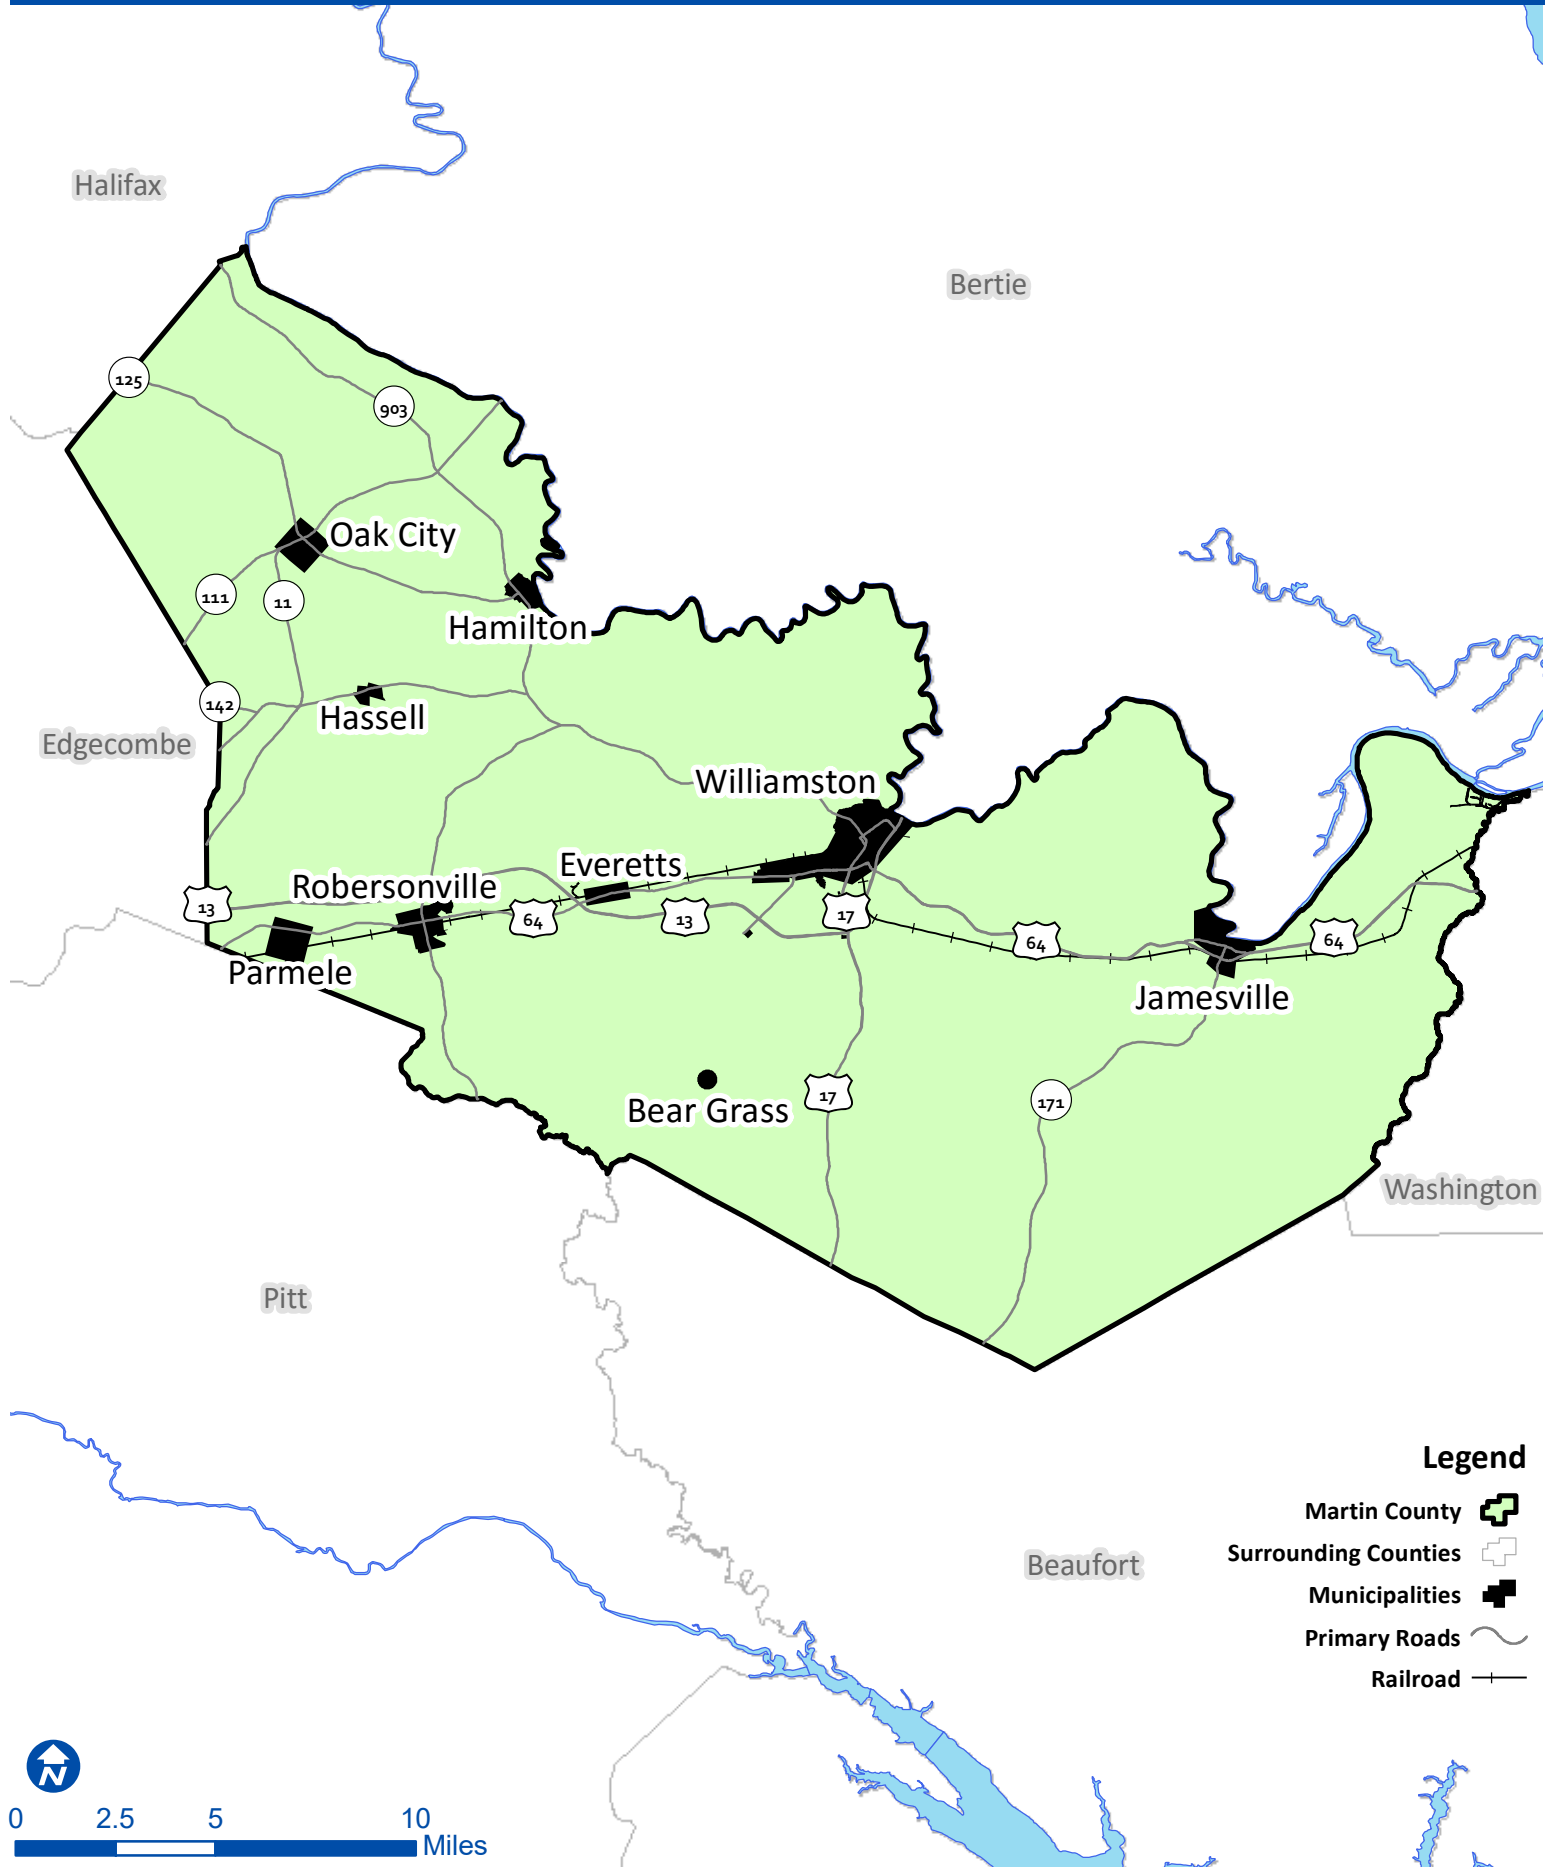 Halifax
Bertie
125
903
Oak City
111
11
Hamilton
142
Hassell
Edgecombe
Williamston
Everetts
Robersonville
13
64
13
17
64
64
Parmele
Jamesville
Bear Grass
17
171
Washington
Pitt
Legend
Martin County
Surrounding Counties
Municipalities
Primary Roads
Railroad
Beaufort
N
0 2.5 5 10
Miles